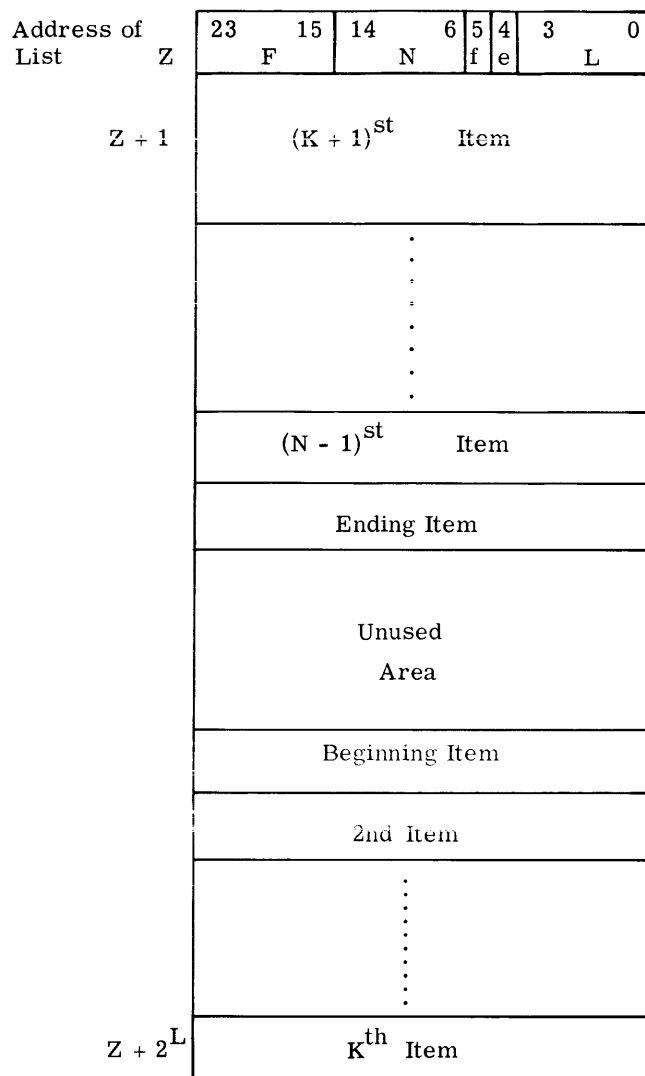 Address of 23 15 14 6 5 4 3 0
List Z F N f e L
Z + 1 (K + 1)st Item
(N - 1)st Item
Ending Item
Unused
Area
Beginning Item
2nd Item
Z + 2L Kth Item